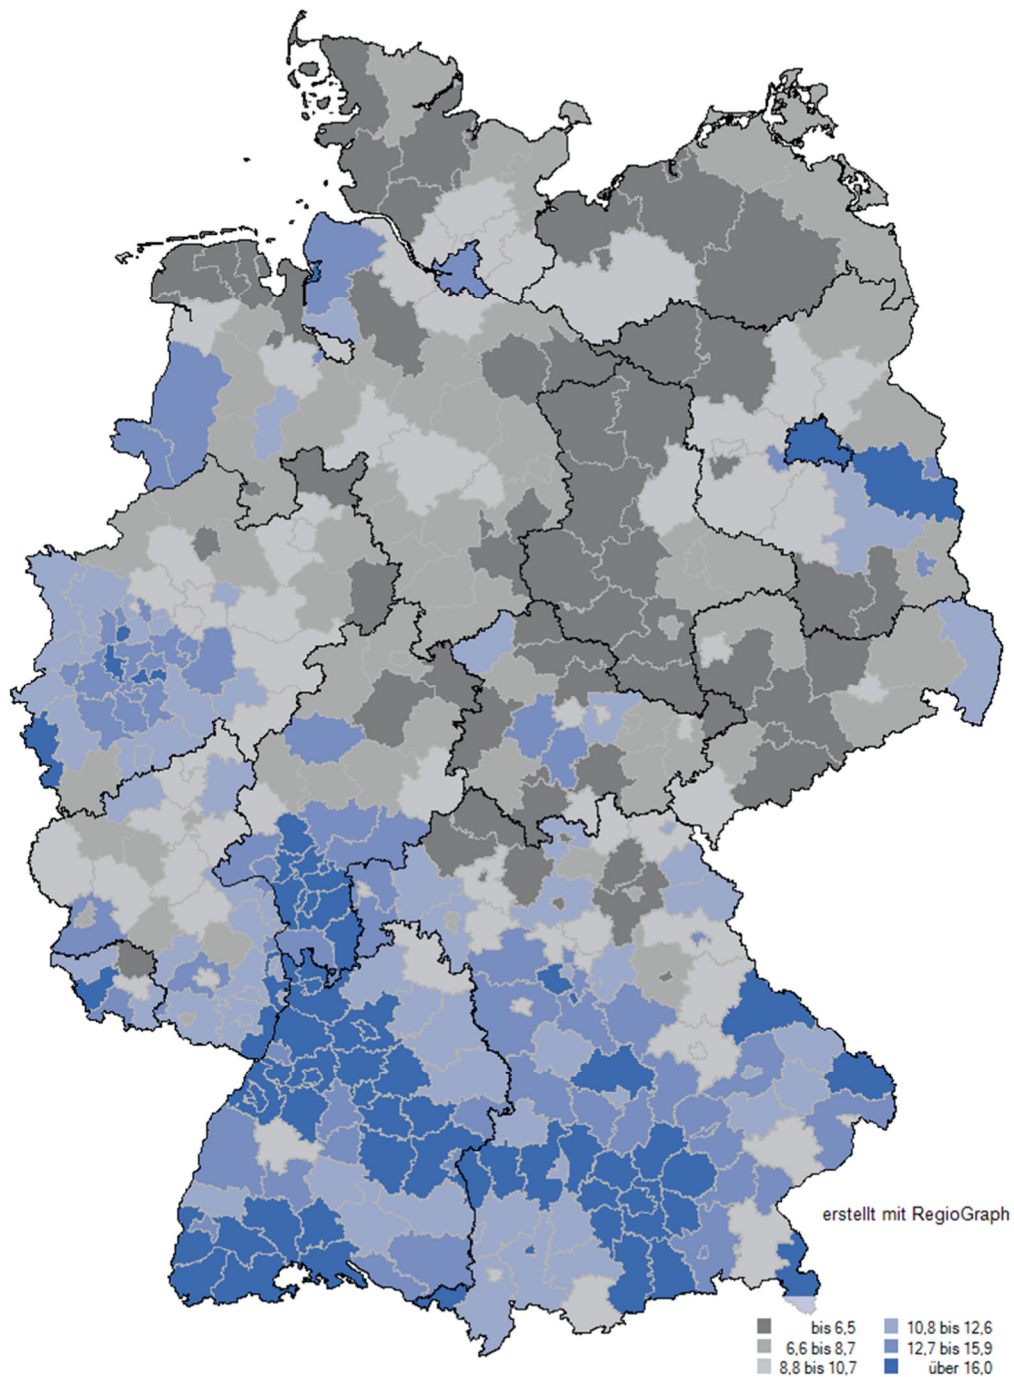 erstellt mit RegioGraph
bis 6,5
10,8 bis 12,6
6,6 bis 8,7
12,7 bis 15,9
8,8 bis 10,7
über 16,0